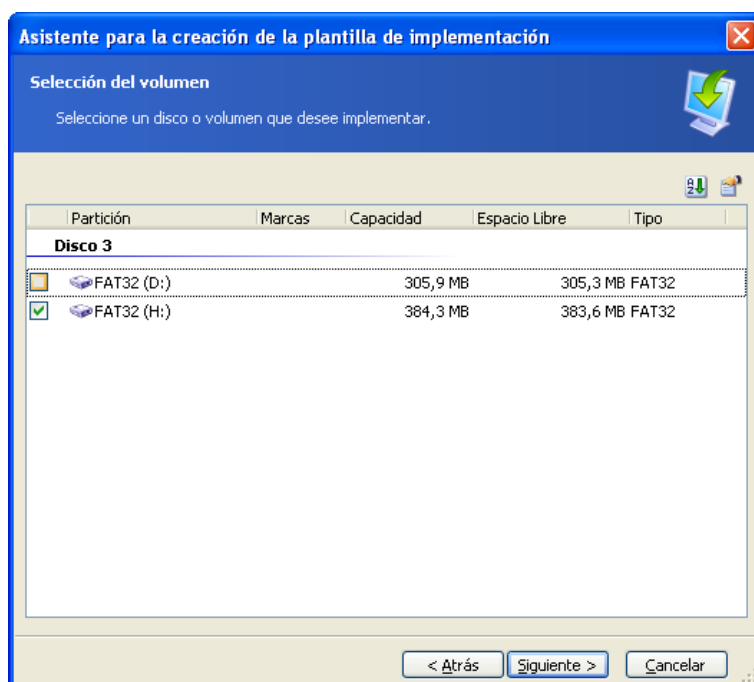 Asistente para la creación de la plantilla de implementación
Selección del volumen
Seleccione un disco o volumen que desee implementar.
Partición Marcas Capacidad Espacio Libre Tipo
Disco 3
FAT32 (D:) 305,9 MB 305,3 MB FAT32
FAT32 (H:) 384,3 MB 383,6 MB FAT32
< Atrás Siguiente > Cancelar